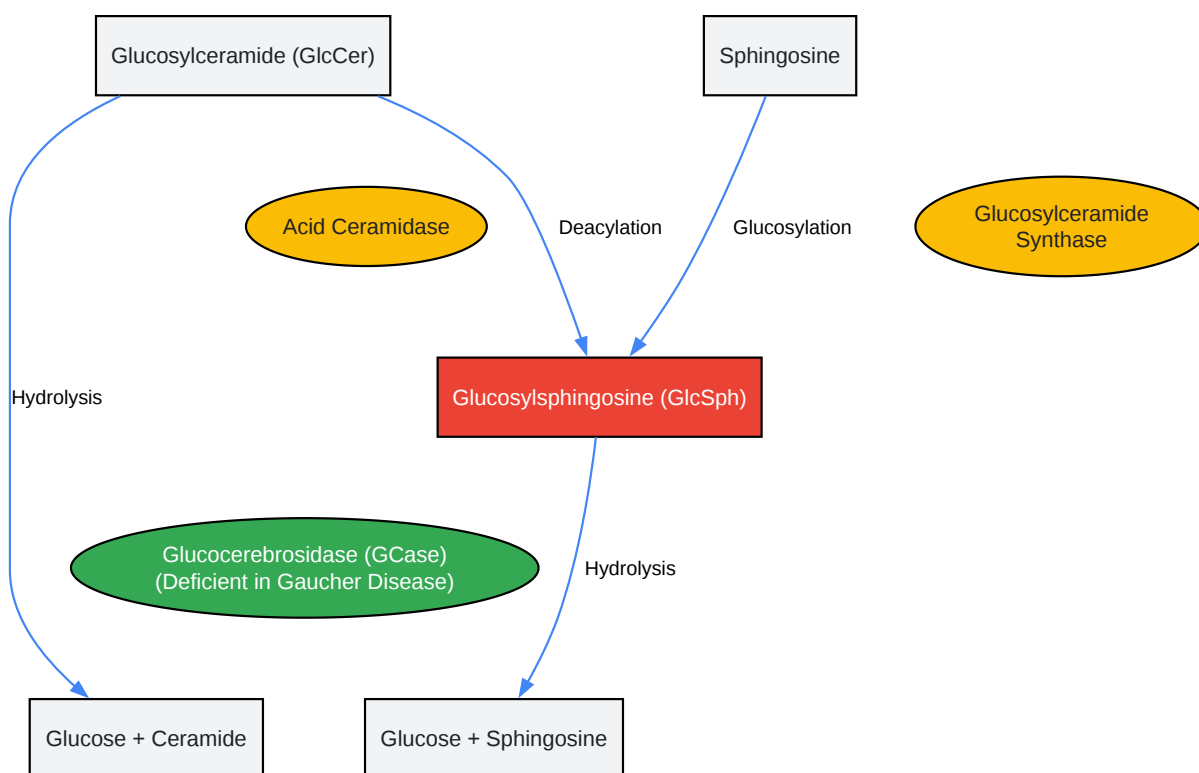 Glucosylceramide (GlcCer)
Sphingosine
Acid Ceramidase
Deacylation
Glucosylation
Glucosylceramide
Synthase
Hydrolysis
Glucosylsphingosine (GlcSph)
Glucocerebrosidase (GCase)
(Deficient in Gaucher Disease)
Hydrolysis
Glucose + Ceramide
Glucose + Sphingosine